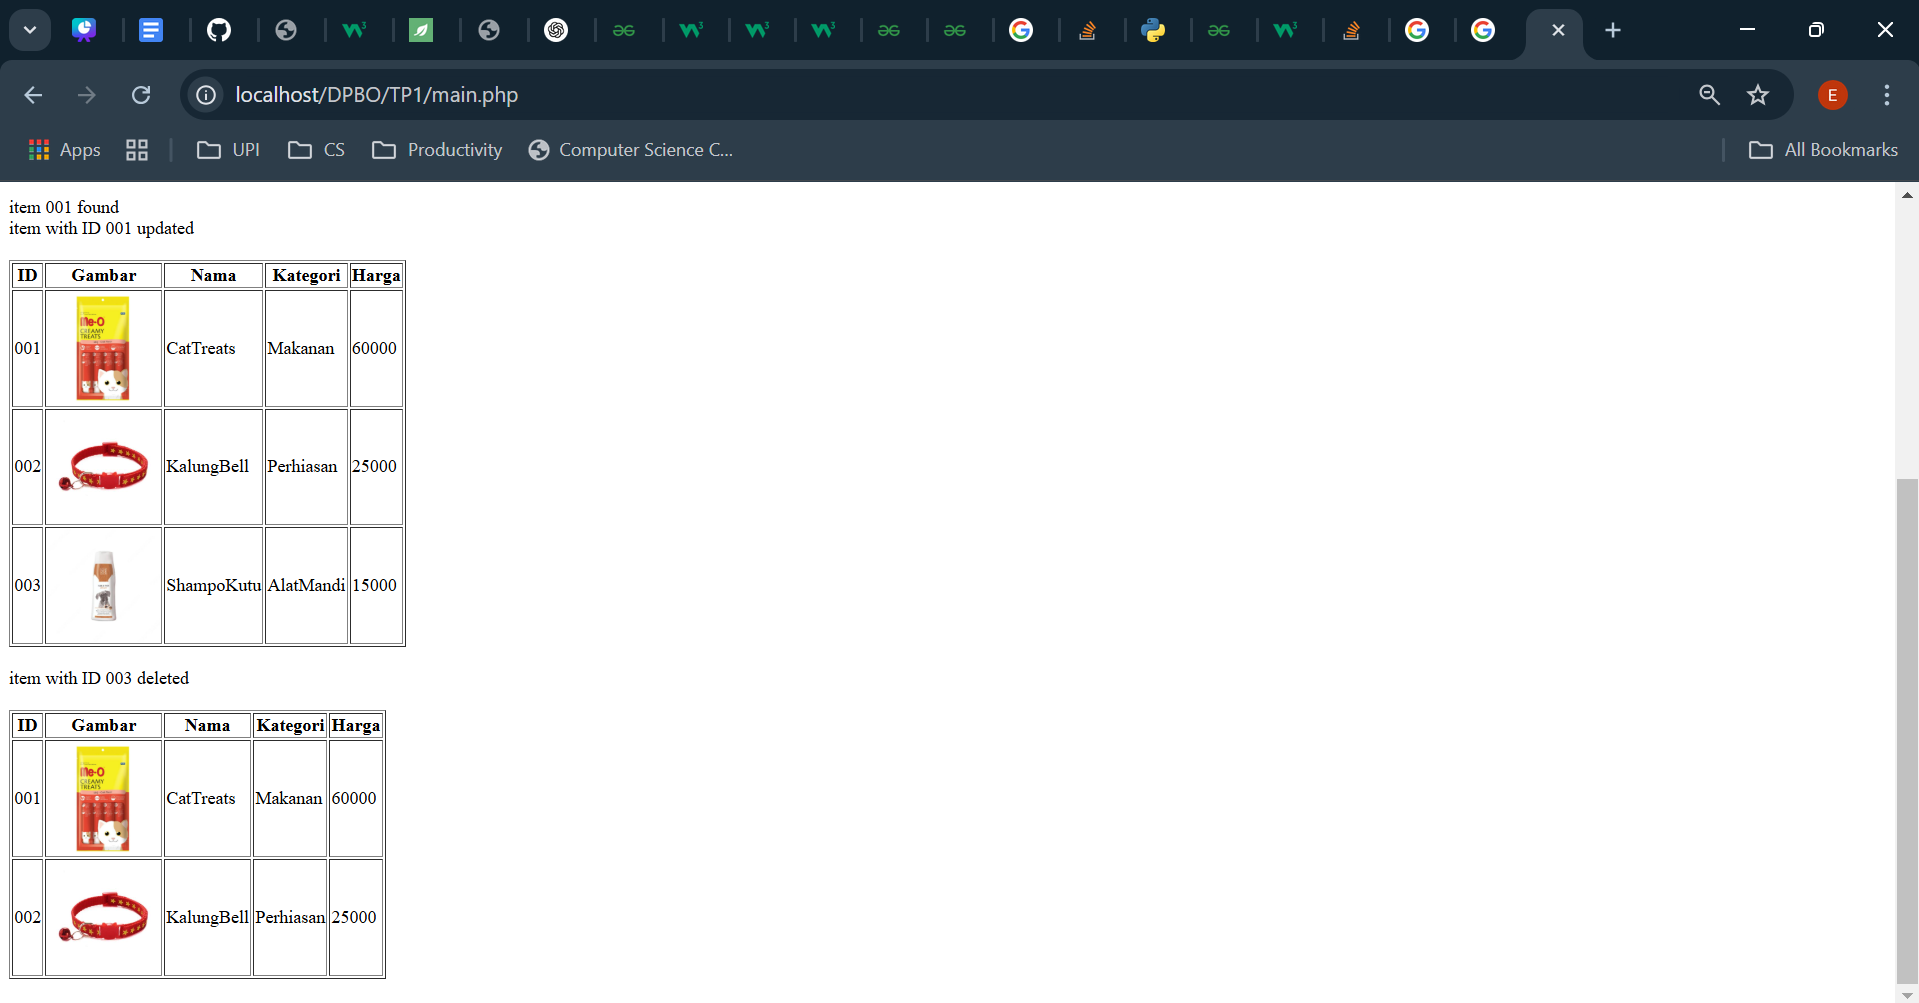 localhost/DPBO/TP1/main.php
E
Apps
UPI
CS
Productivity
Computer Science C...
All Bookmarks
item 001 found
item with ID 001 updated
ID Gambar Nama Kategori Harga
Me-O
CREAMY
TREATS
001 CatTreats Makanan 60000
002 KalungBell Perhiasan 25000
003 ShampoKutu AlatMandi 15000
item with ID 003 deleted
ID Gambar Nama Kategori Harga
Me-O
CREAMY
TREATS
001 CatTreats Makanan 60000
002 KalungBell Perhiasan 25000